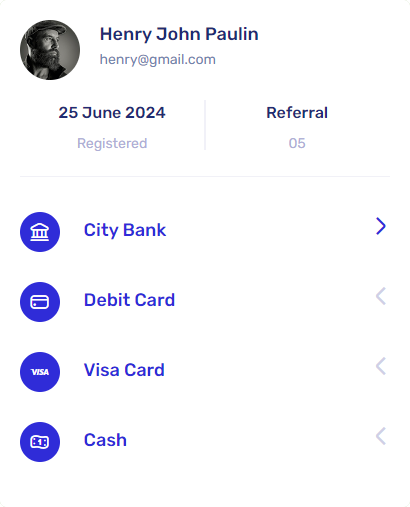 Henry John Paulin
henry@gmail.com
25 June 2024
Registered
Referral
05
City Bank
Debit Card
VISA
Visa Card
1
Cash